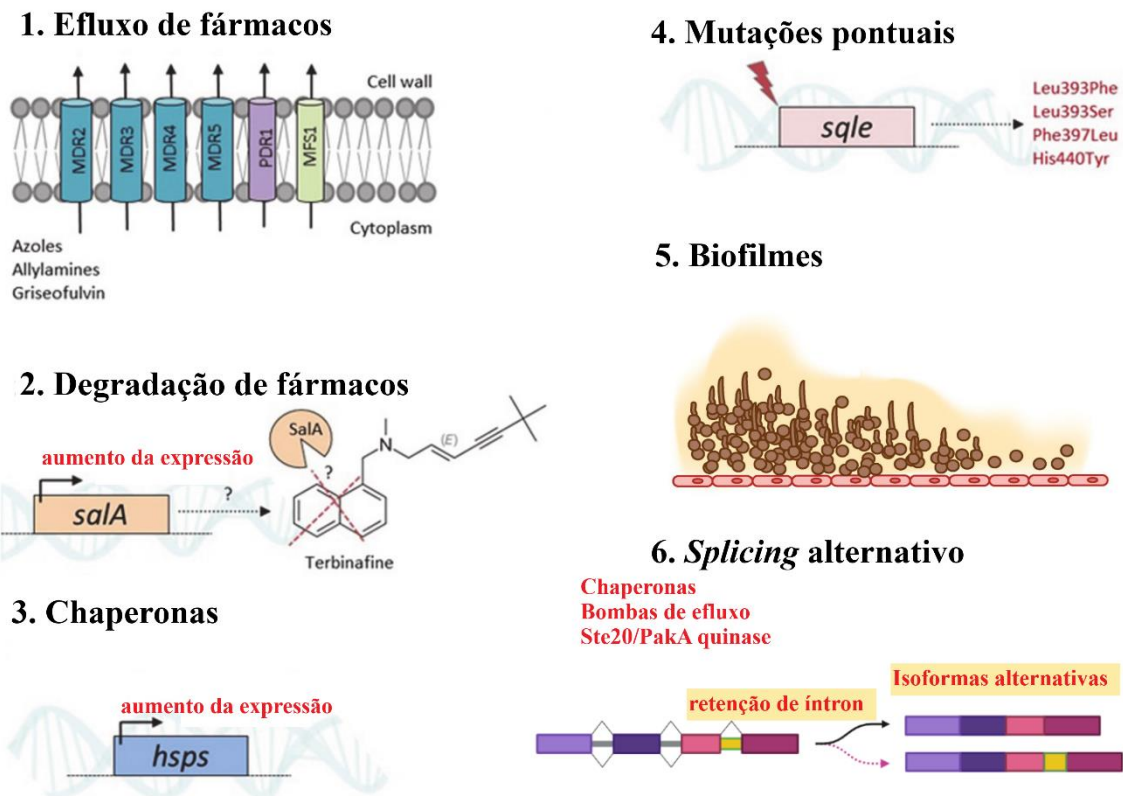 1. Efluxo de fármacos
Cell wall
MDR2
MDR3
MDR4
MDR5
PDR1
MFS1
Cytoplasm
Azoles
Allylamines
Griseofulvin
2. Degradação de fármacos
aumento da expressão
salA
?
SalA
?
N
(E)
Terbinafine
3. Chaperonas
aumento da expressão
hsps
4. Mutações pontuais
sqle
Leu393Phe
Leu393Ser
Phe397Leu
His440Tyr
5. Biofilmes
6. Splicing alternativo
Chaperonas
Bombas de efluxo
Ste20/PakA quinase
retenção de íntron
Isoformas alternativas